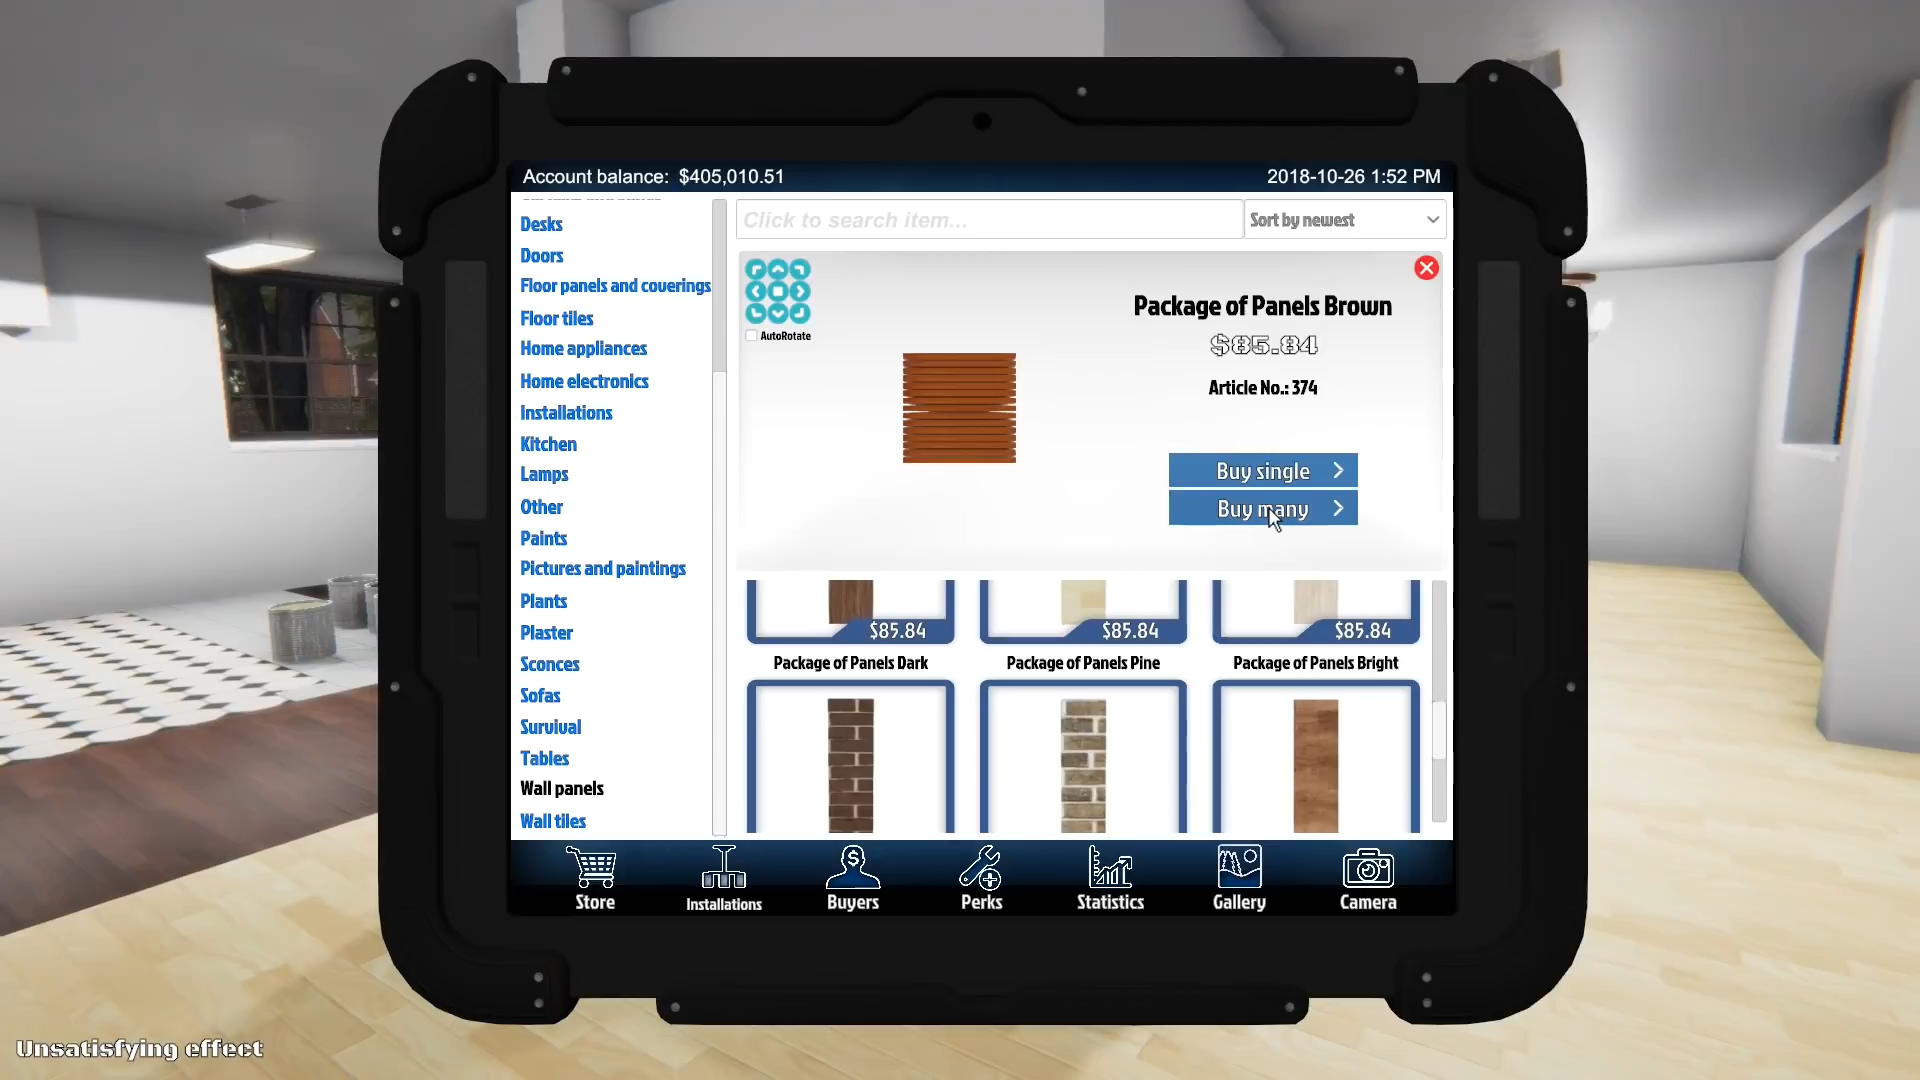 Account balance: $405,010.51
2018-10-26 1:52 PM
Desks
Doors
Floor panels and coverings
Floor tiles
Home appliances
Home electronics
Installations
Kitchen
Lamps
Other
Paints
Pictures and paintings
Plants
Plaster
Sconces
Sofas
Survival
Tables
Wall panels
Wall tiles
Click to search item...
Sort by newest
AutoRotate
Package of Panels Brown
$85.84
Article No.: 374
Buy single
Buy many
$85.84
$85.84
$85.84
Package of Panels Dark
Package of Panels Pine
Package of Panels Bright
Store
Installations
Buyers
Perks
Statistics
Gallery
Camera
Unsatisfying effect